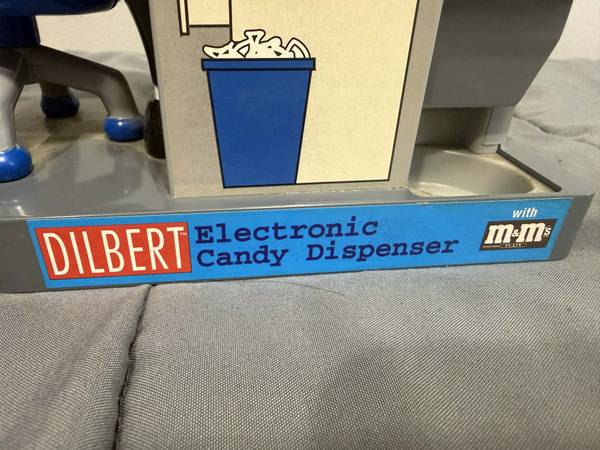 DILBERT
Electronic
Candy Dispenser
with
m&m's